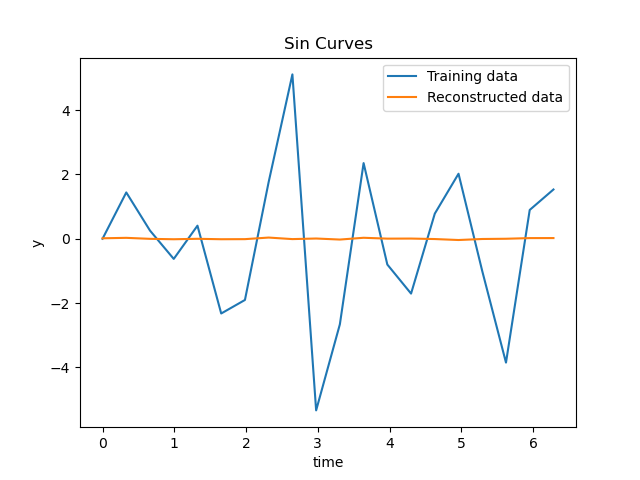 Sin Curves
Training data
Reconstructed data
y
4
2
0
−2
−4
0 1 2 3 4 5 6
time